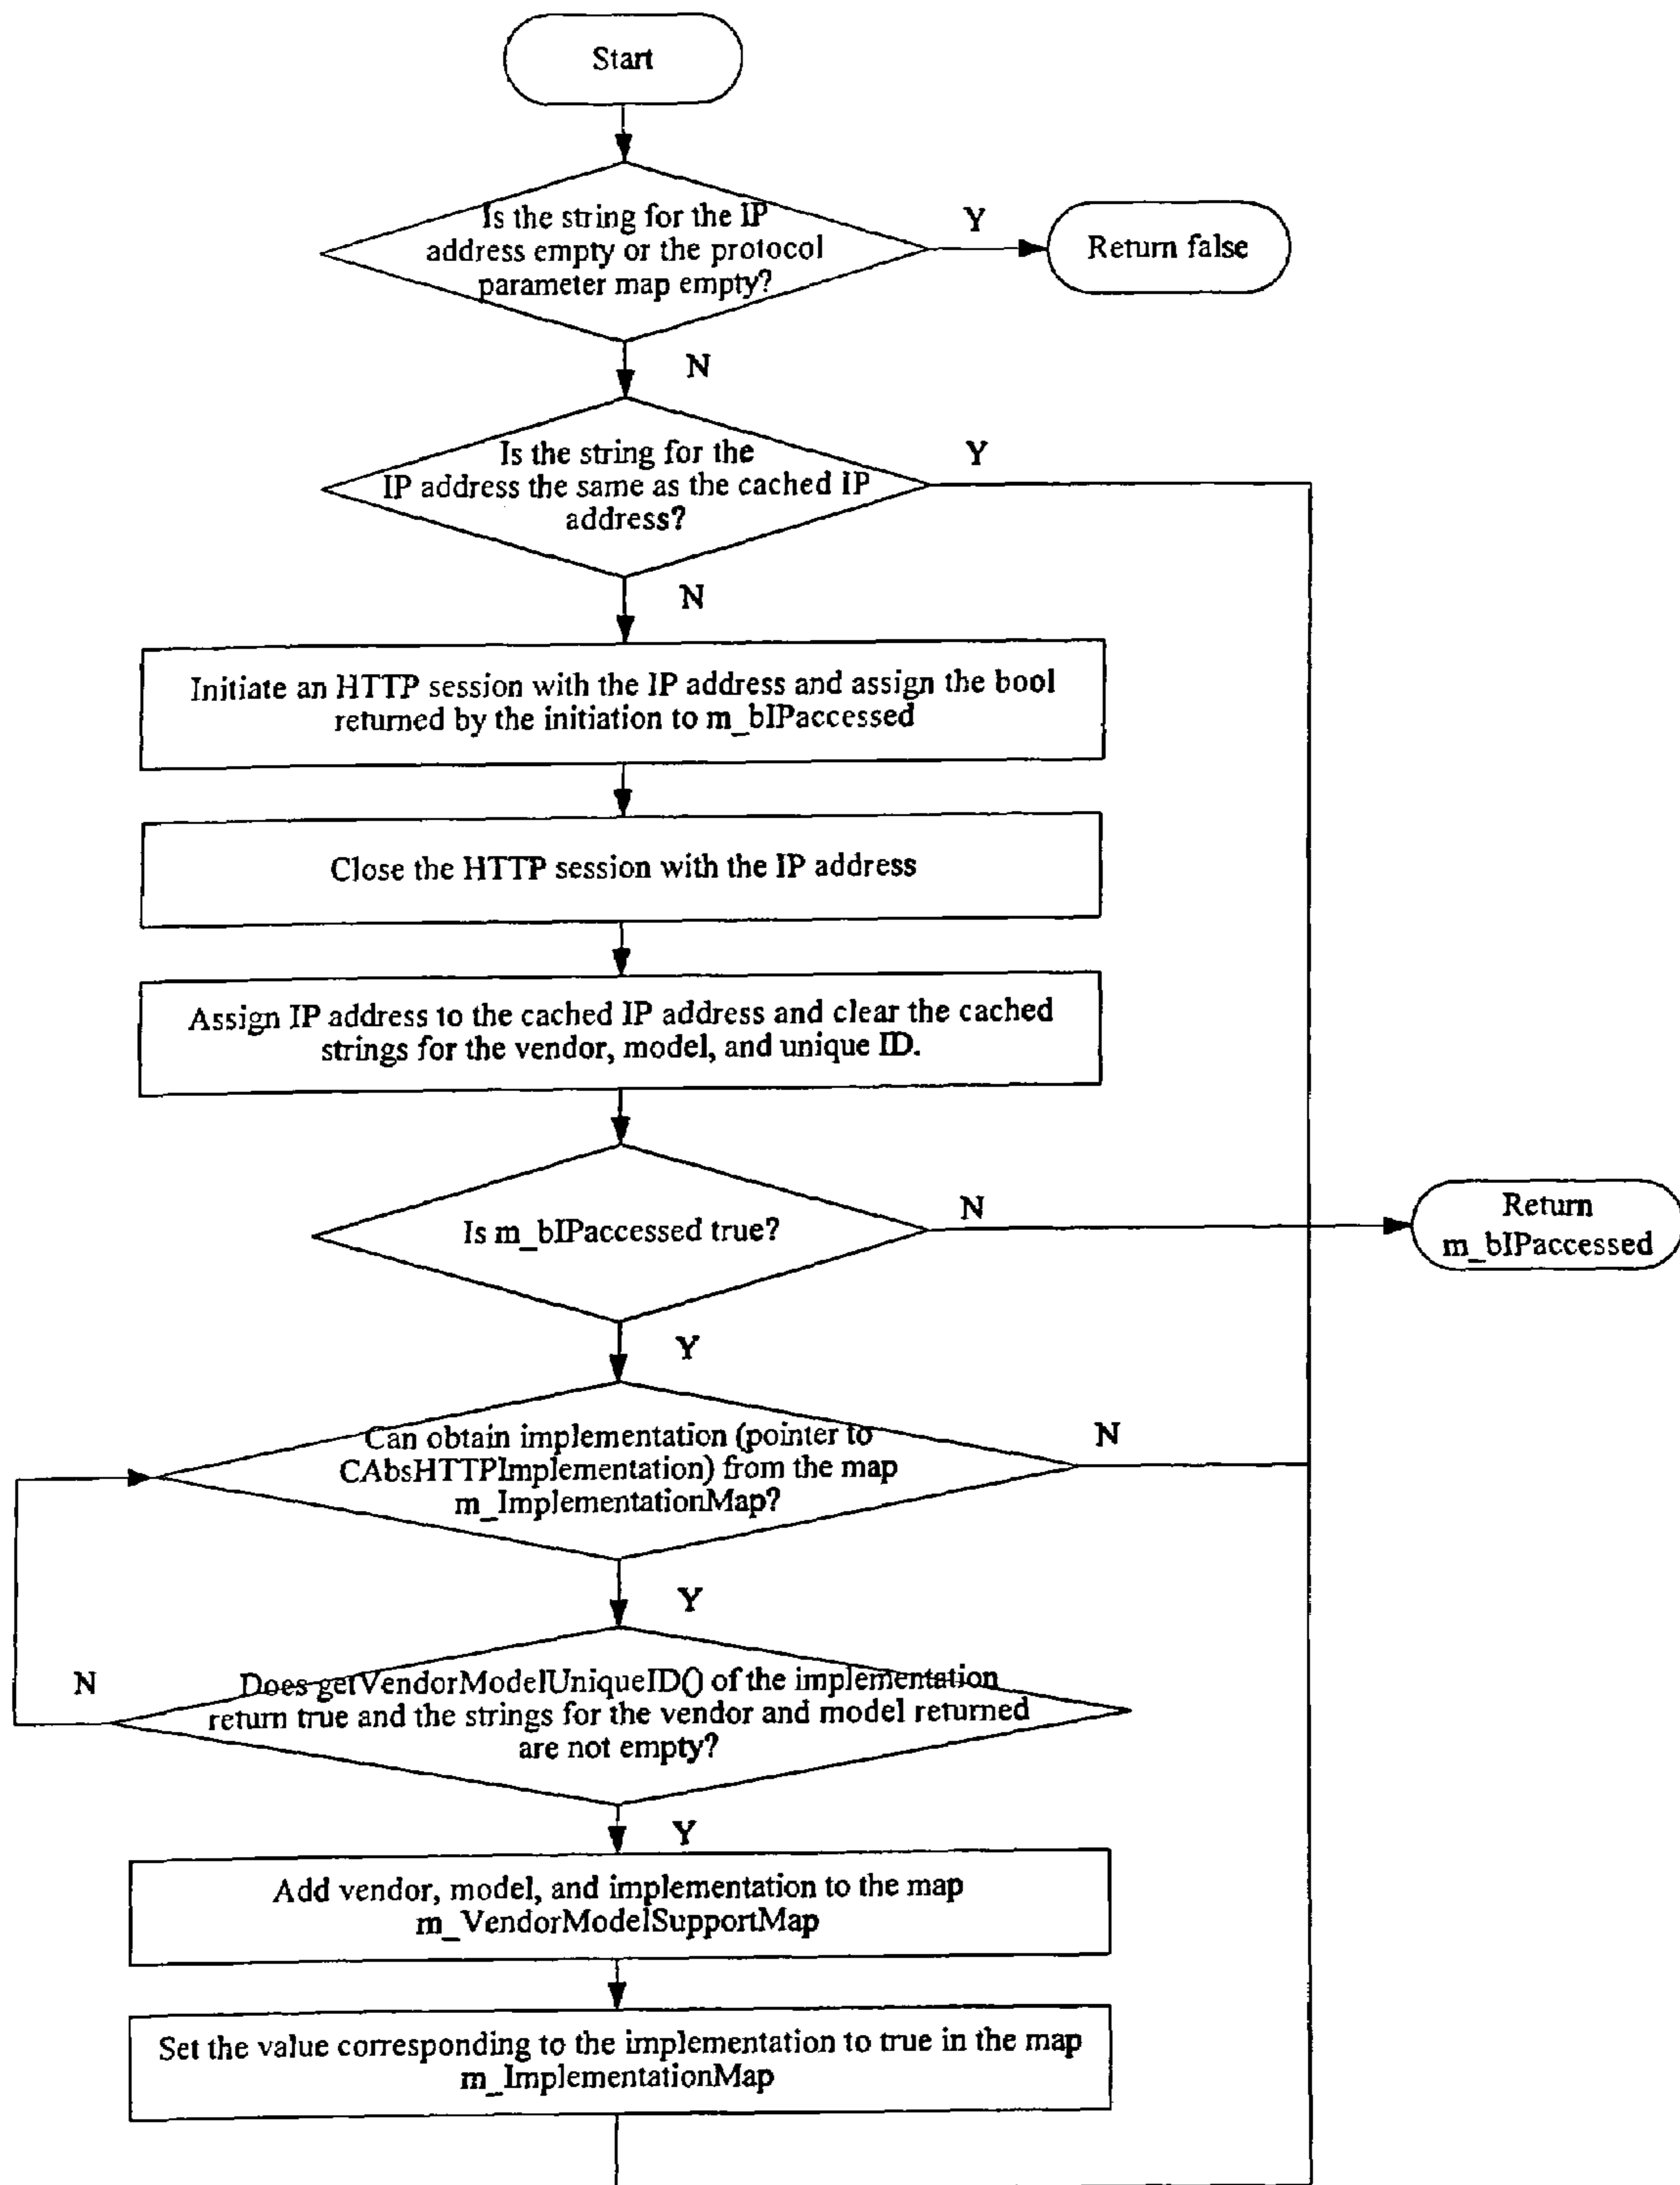 Start
Is the string for the IP
address empty or the protocol
parameter map empty?
Y
Return false
N
Is the string for the
IP address the same as the cached IP
address?
Y
N
Initiate an HTTP session with the IP address and assign the bool
returned by the initiation to m_bIPaccessed
Close the HTTP session with the IP address
Assign IP address to the cached IP address and clear the cached
strings for the vendor, model, and unique ID.
Is m_bIPaccessed true?
N
Return
m_bIPaccessed
Y
Can obtain implementation (pointer to
CAbsHTTPImplementation) from the map
m_ImplementationMap?
N
Y
N
Does getVendorModelUniqueID() of the implementation
return true and the strings for the vendor and model returned
are not empty?
Y
Add vendor, model, and implementation to the map
m_VendorModelSupportMap
Set the value corresponding to the implementation to true in the map
m_ImplementationMap